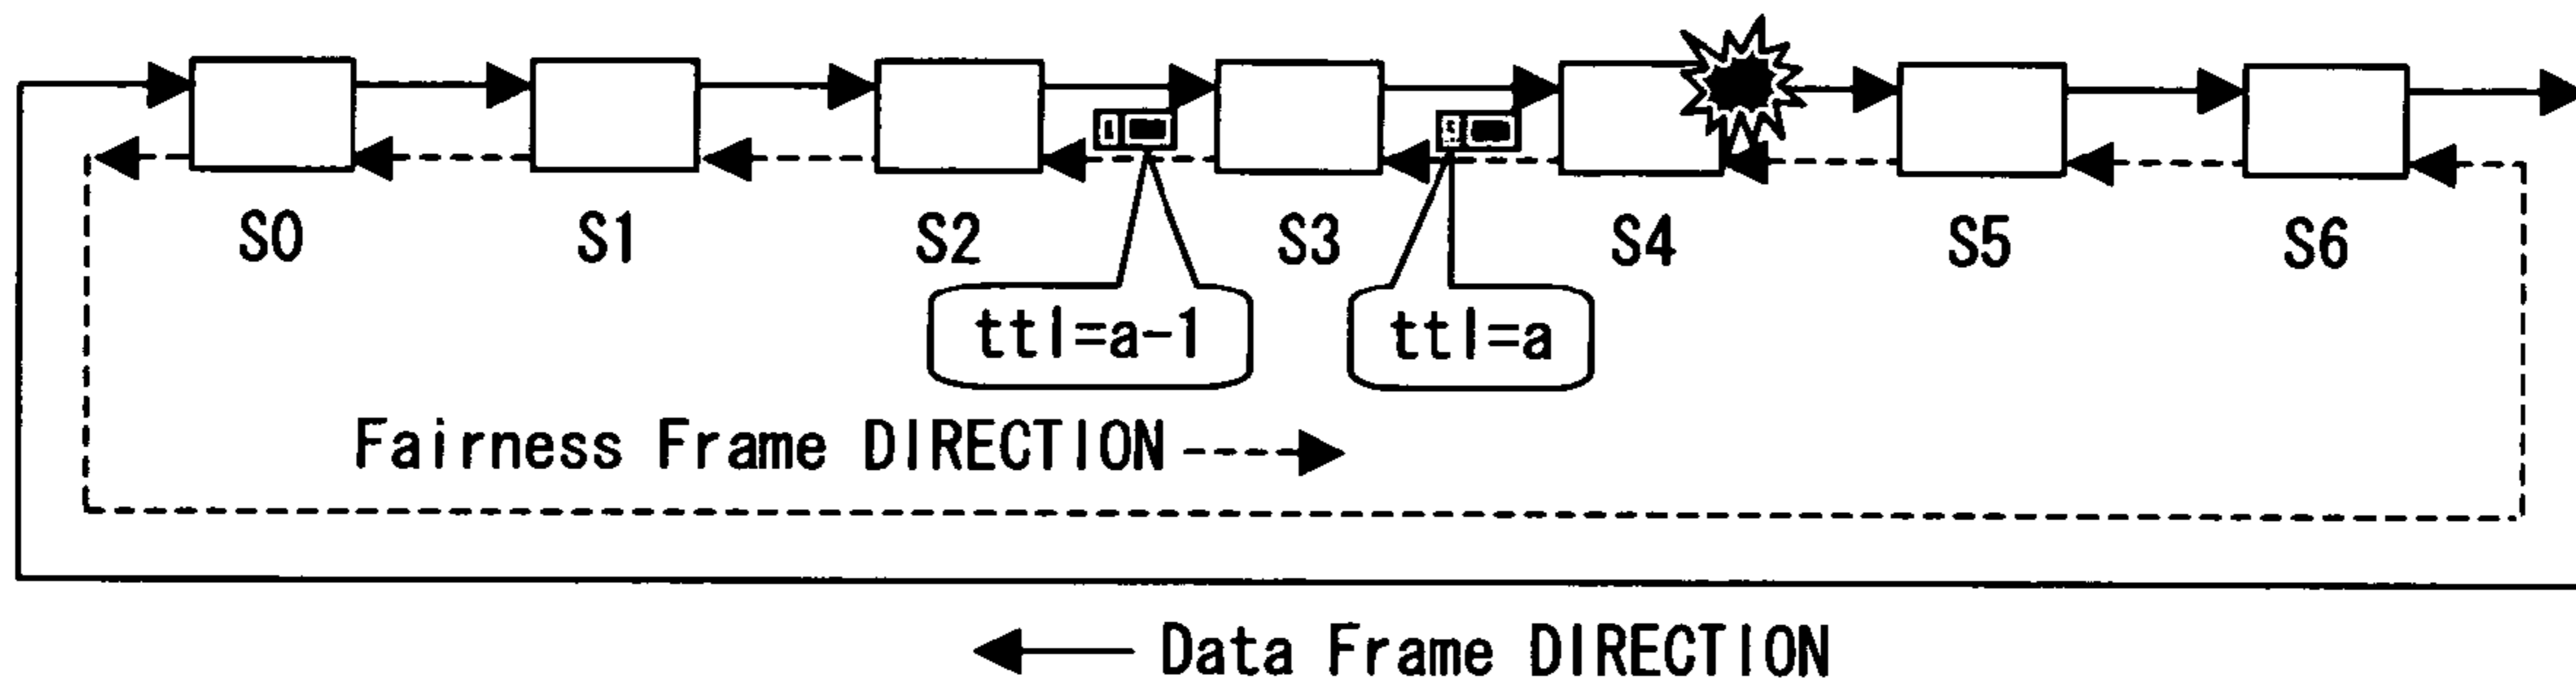 S0 S1 S2 S3 S4 S5 S6
ttl=a-1 ttl=a
Fairness Frame DIRECTION
Data Frame DIRECTION